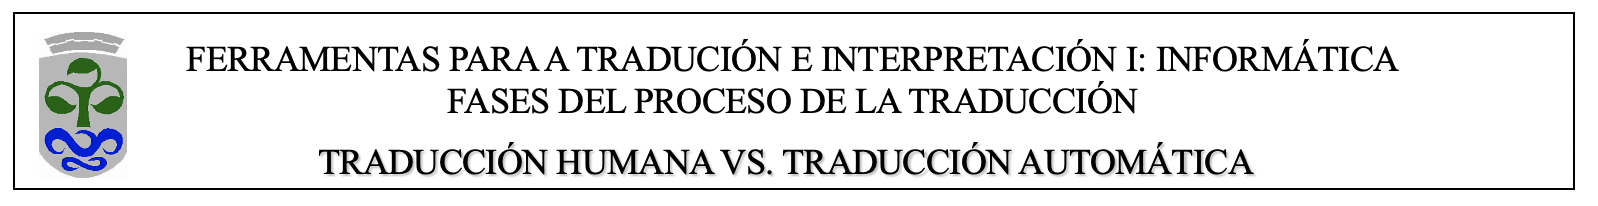 FERRAMENTAS PARA A TRADUCIÓN E INTERPRETACIÓN I: INFORMÁTICA
FASES DEL PROCESO DE LA TRADUCCIÓN
TRADUCCIÓN HUMANA VS. TRADUCCIÓN AUTOMÁTICA